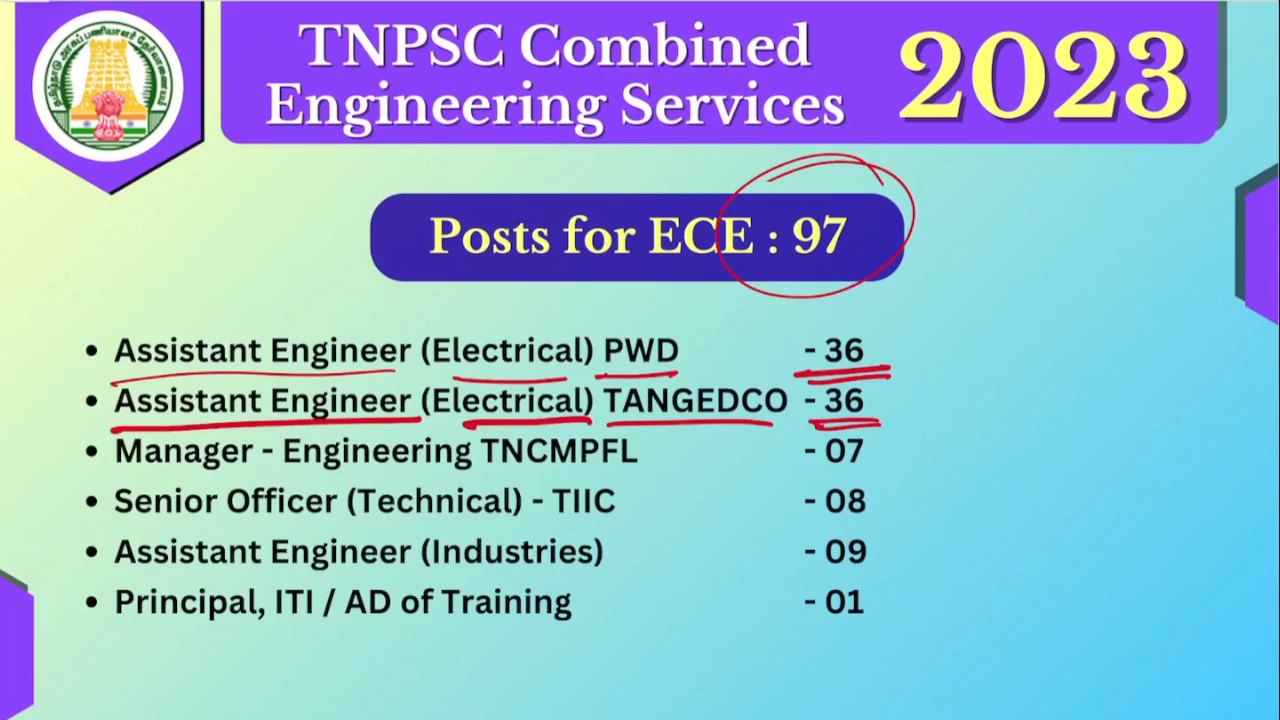 TNPSC Combined
Engineering Services
2023
Posts for ECE : 97
• Assistant Engineer (Electrical) PWD - 36
• Assistant Engineer (Electrical) TANGEDCO - 36
• Manager - Engineering TNCMPFL - 07
• Senior Officer (Technical) - TIIC - 08
• Assistant Engineer (Industries) - 09
• Principal, ITI / AD of Training - 01